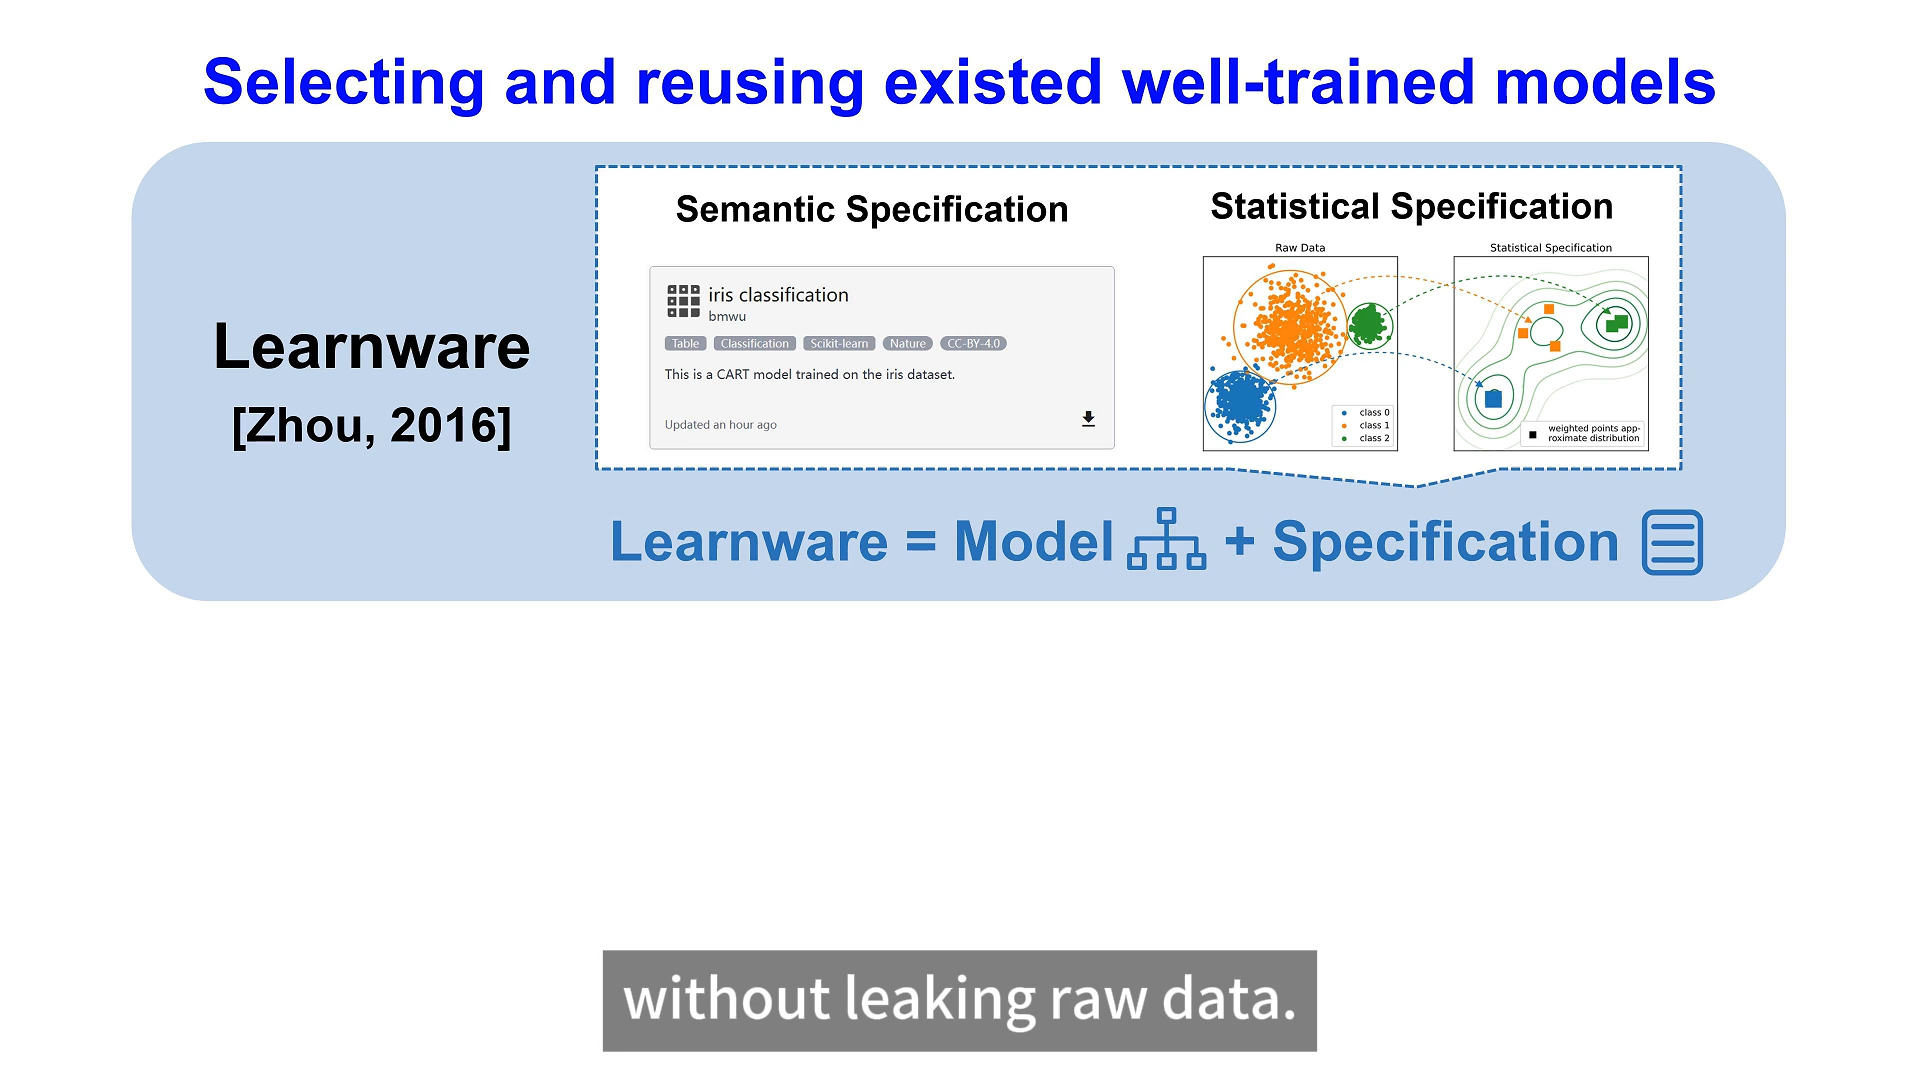 Selecting and reusing existed well-trained models
Learnware
[Zhou, 2016]
Semantic Specification
iris classification
bmwu
Table Classification Scikit-learn Nature CC-BY-4.0
This is a CART model trained on the iris dataset.
Updated an hour ago
Statistical Specification
Raw Data
class 0
class 1
class 2
Statistical Specification
weighted points app-
roximate distribution
Learnware = Model + Specification
without leaking raw data.